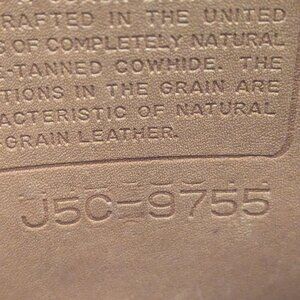 RAFTED IN THE UNITED
S OF COMPLETELY NATURAL
-TANNED COWHIDE. THE
TIONS IN THE GRAIN ARE
ACTERISTIC OF NATURAL
-GRAIN LEATHER.
J5C-9755